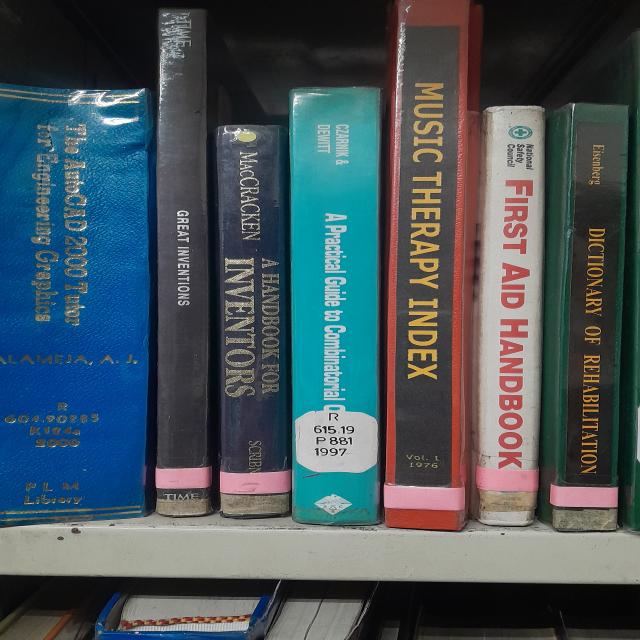 The AutoCAD 2000 Tutor
for Engineering Graphics
ALAMEJA, A. J.
R
604.20285
2000
P L M
Library
TIME
GREAT INVENTIONS
TIME
MACCRACKEN
A HANDBOOK FOR
INVENTORS
CZARNIK &
DEWITT
A Practical Guide to Combinatorial
R
615.19
P 881
1997
MUSIC THERAPY INDEX
Vol. 1
1976
National
Safety
Council
FIRST AID HANDBOOK
Eisenberg
DICTIONARY OF REHABILITATION